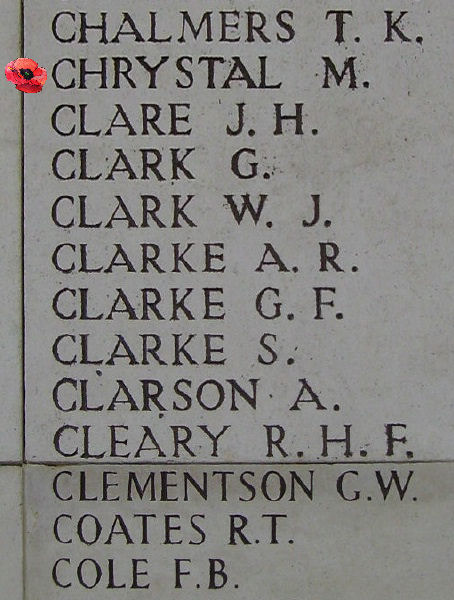 CHALMERS T. K.
CHRYSTAL M.
CLARE J. H.
CLARK G.
CLARK W. J.
CLARKE A. R.
CLARKE G. F.
CLARKE S.
CLARSON A.
CLEARY R. H. F.
CLEMENTSON G.W.
COATES R.T.
COLE F.B.